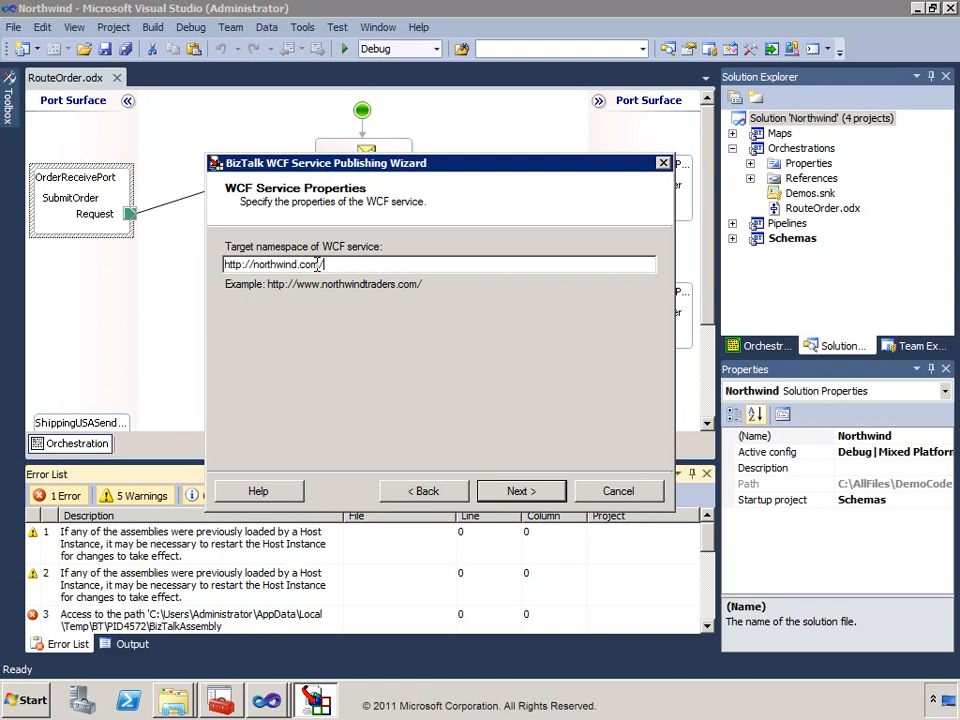 Northwind - Microsoft Visual Studio (Administrator)
File Edit View Project Build Debug Team Data Tools Test Window Help
Debug
RouteOrder.odx
Port Surface
Port Surface
OrderReceivePort
SubmitOrder
Request
ShippingUSASend...
Orchestration
Toolbox
BizTalk WCF Service Publishing Wizard
WCF Service Properties
Specify the properties of the WCF service.
Target namespace of WCF service:
http://northwind.com/
Example: http://www.northwindtraders.com/
Help
< Back
Next >
Cancel
Solution Explorer
Solution 'Northwind' (4 projects)
Maps
Orchestrations
Properties
References
Demos.snk
RouteOrder.odx
Pipelines
Schemas
Orchestr...
Solution...
Team Ex...
Properties
Northwind Solution Properties
(Name) Northwind
Active config Debug|Mixed Platform
Description
Path C:\AllFiles\DemoCode
Startup project Schemas
(Name)
The name of the solution file.
Error List
1 Error
5 Warnings
Description File Line Column Project
1 If any of the assemblies were previously loaded by a Host 0 0
Instance, it may be necessary to restart the Host Instance
for changes to take effect.
2 If any of the assemblies were previously loaded by a Host 0 0
Instance, it may be necessary to restart the Host Instance
for changes to take effect.
3 Access to the path 'C:\Users\Administrator\AppData\Local 0 0
\Temp\BT\PID4572\BizTalkAssembly
Error List
Output
Ready
Start
© 2011 Microsoft Corporation. All Rights Reserved.